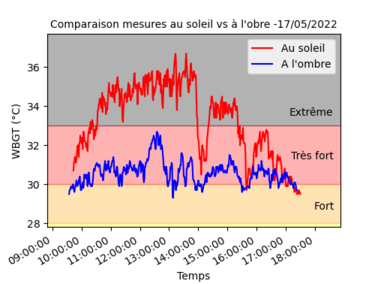 Comparaison mesures au soleil vs à l'obre -17/05/2022
Au soleil
A l'ombre
36
34
32
30
28
WBGT (°C)
Extrême
Très fort
Fort
09:00:00
10:00:00
11:00:00
12:00:00
13:00:00
14:00:00
15:00:00
16:00:00
17:00:00
18:00:00
Temps